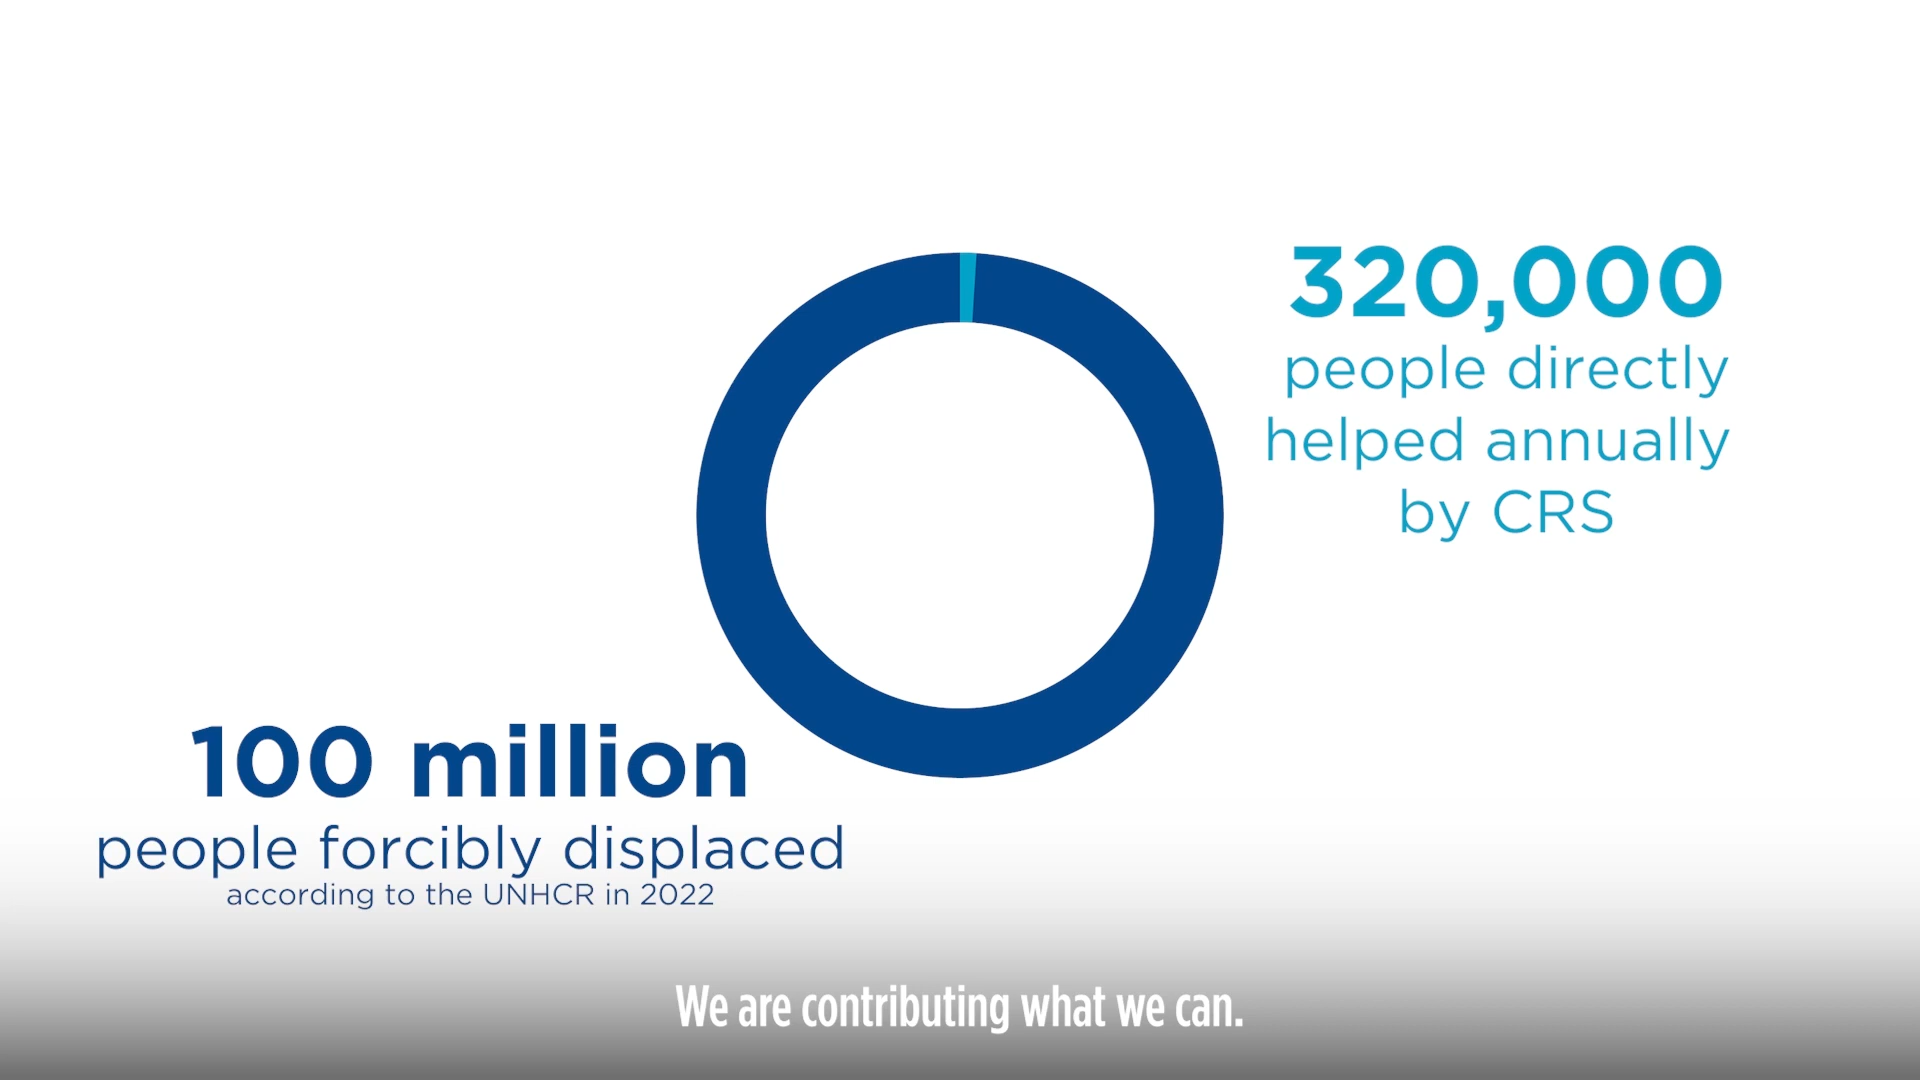 320,000
people directly
helped annually
by CRS
100 million
people forcibly displaced
according to the UNHCR in 2022
We are contributing what we can.